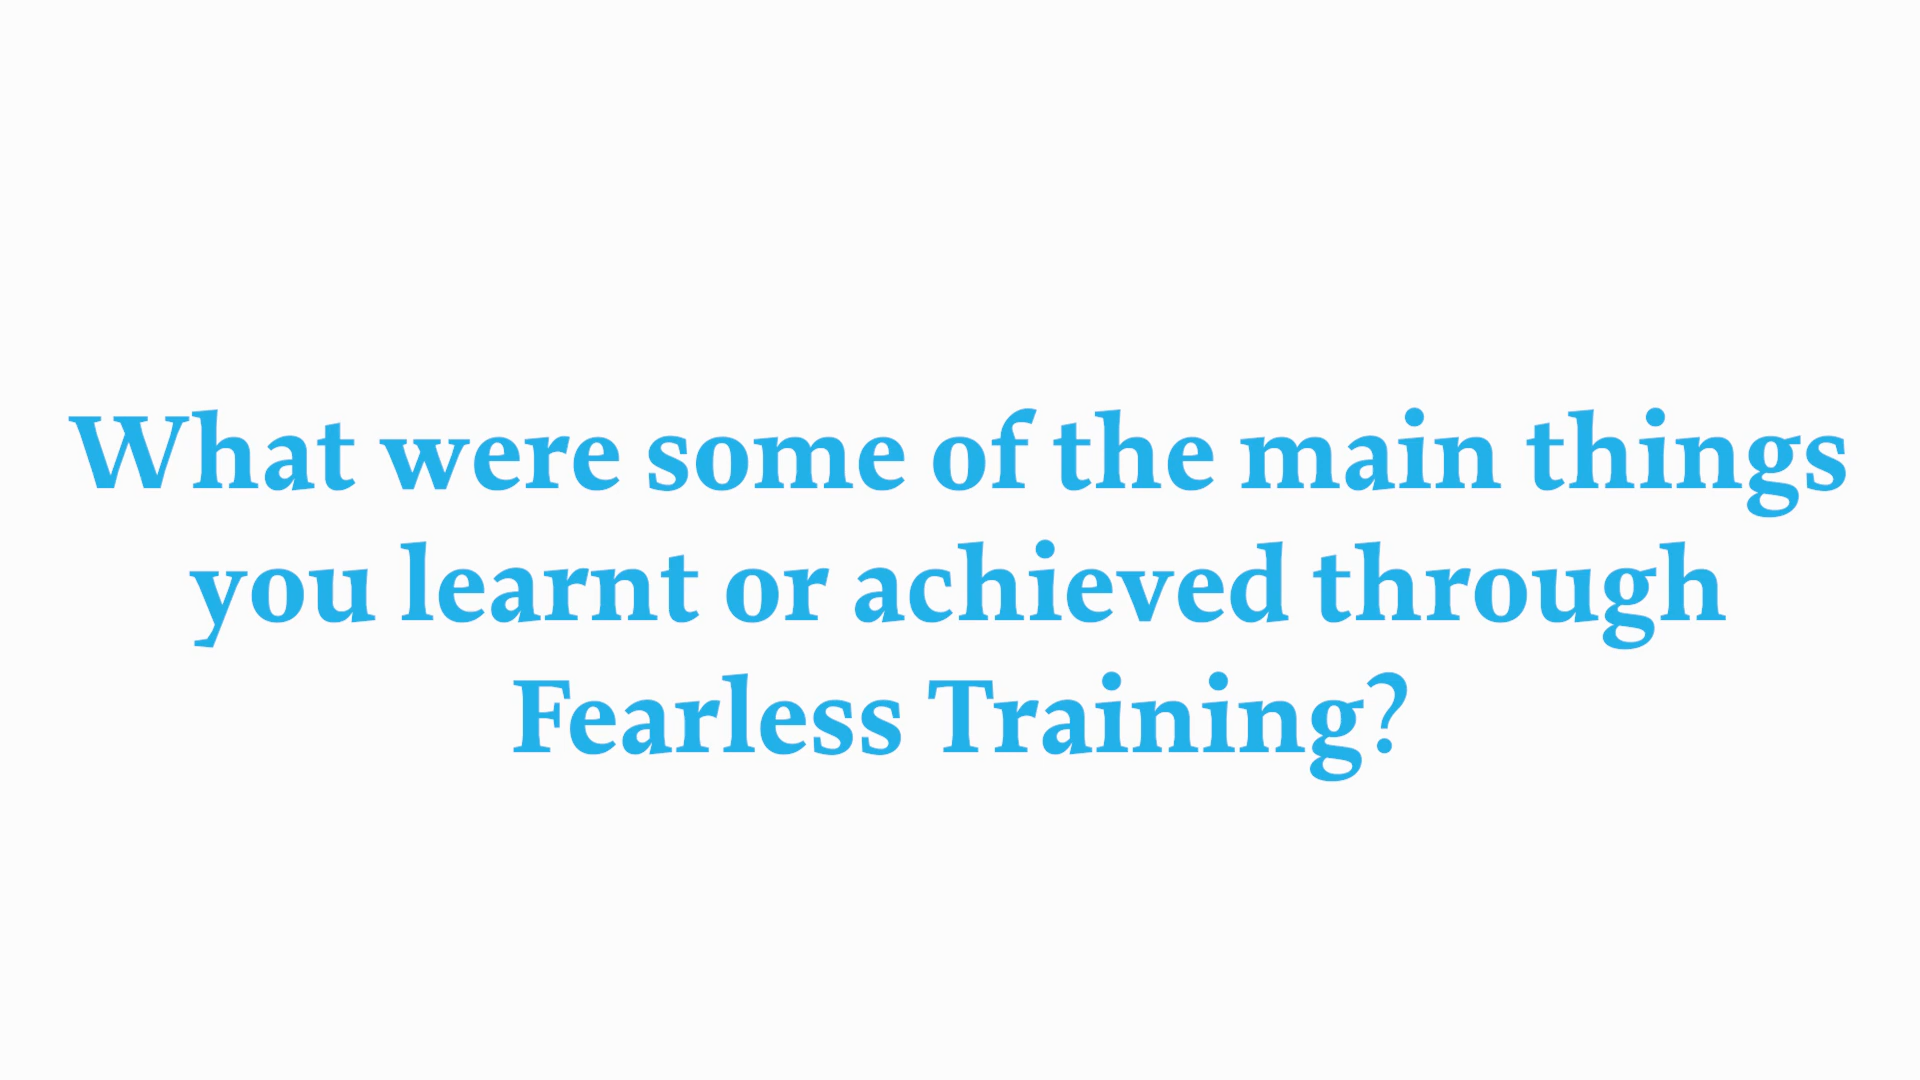 What were some of the main things
you learnt or achieved through
Fearless Training?